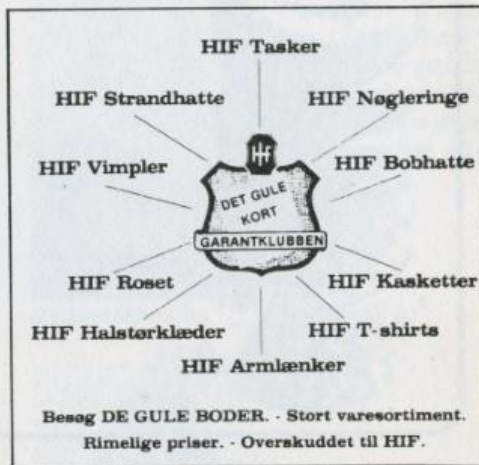 HIF Tasker
HIF Strandhatte
HIF Nøgleringe
HIF
HIF Vimpler
HIF Bobhatte
DET GULE
KORT
GARANTKLUBBEN
HIF Roset
HIF Kasketter
HIF Halstørklæder
HIF T-shirts
HIF Armlænker
Besøg DE GULE BODER. - Stort varesortiment.
Rimelige priser. - Overskuddet til HIF.